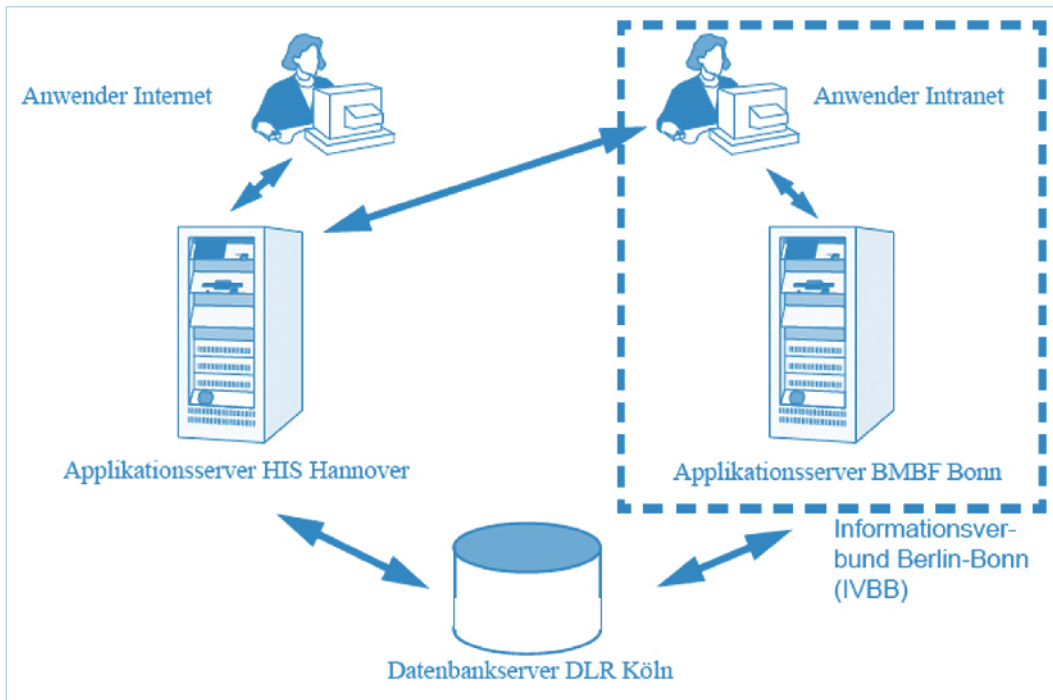 Anwender Internet
Anwender Intranet
Applikationsserver HIS Hannover
Applikationsserver BMBF Bonn
Informationsver-
bund Berlin-Bonn
(IVBB)
Datenbankserver DLR Köln